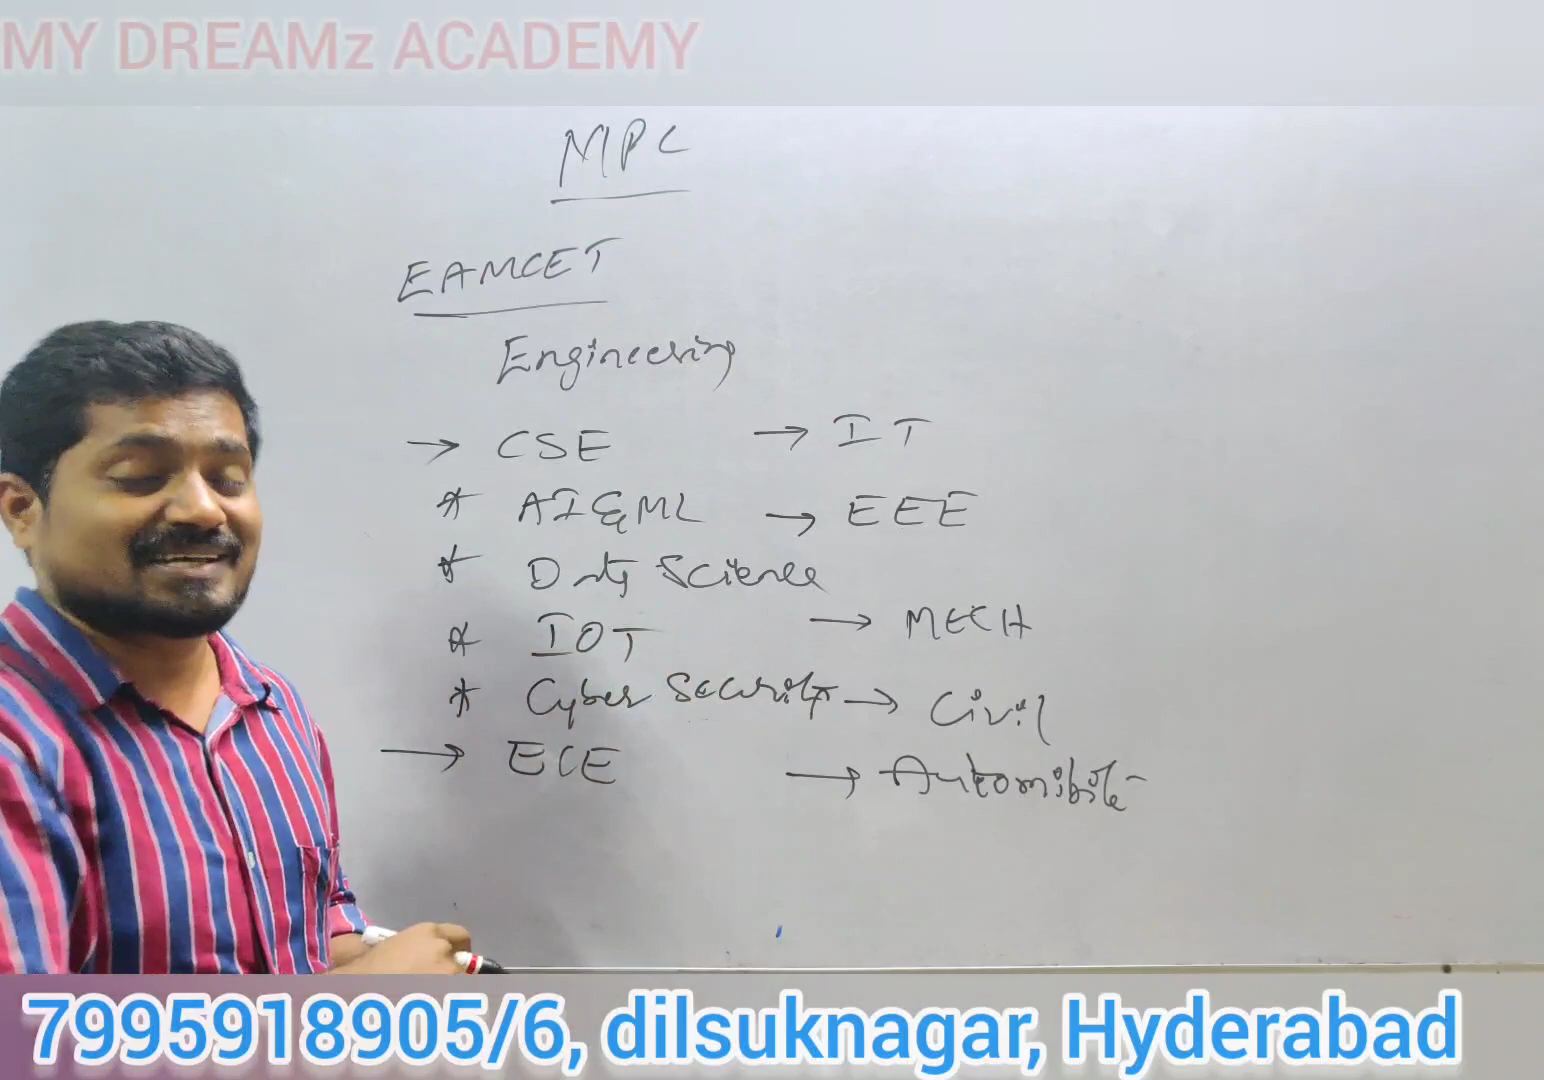 MY DREAMz ACADEMY
MPC
EAMCET
Engineering
→ CSE → IT
* AI&ML → EEE
* Data Science
* IOT → MECH
* Cyber Security → Civil
→ ECE → Automibile
7995918905/6, dilsuknagar, Hyderabad